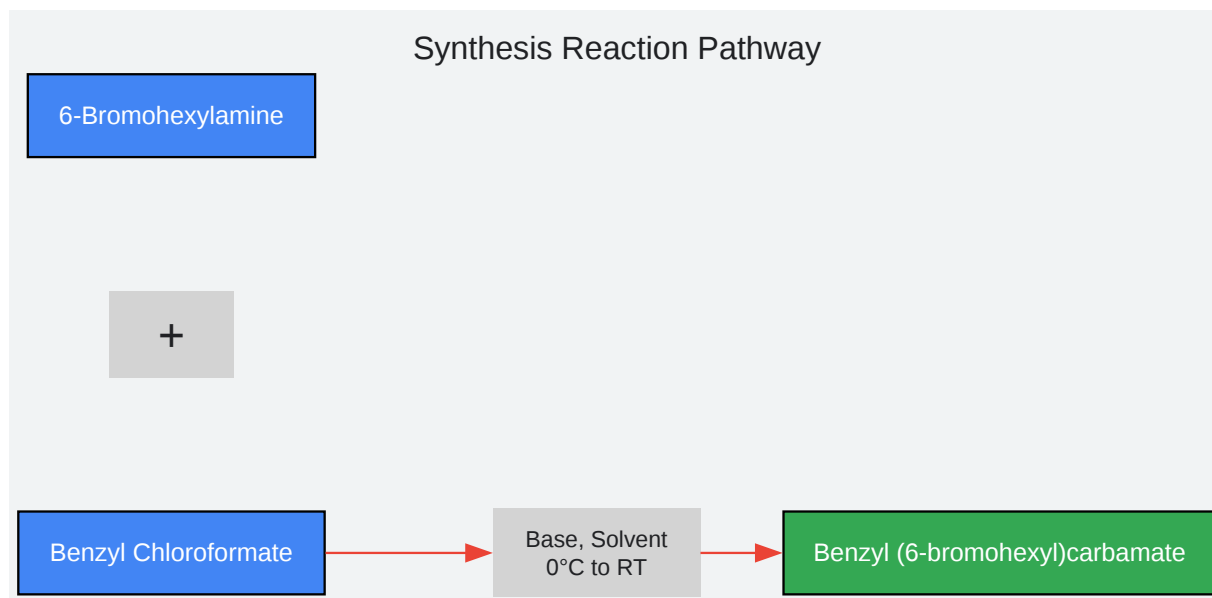 Synthesis Reaction Pathway
6-Bromohexylamine
+
Benzyl Chloroformate
Base, Solvent
0°C to RT
Benzyl (6-bromohexyl)carbamate